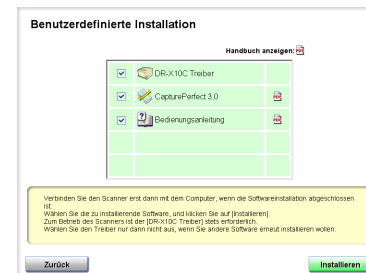 Benutzerdefinierte Installation
Handbuch anzeigen: PDF
DR-X10C Treiber
CapturePerfect 3.0 PDF
Bedienungsanleitung PDF
Verbinden Sie den Scanner erst dann mit dem Computer, wenn die Softwareinstallation abgeschlossen
ist.
Wählen Sie die zu installierende Software, und klicken Sie auf [Installieren].
Zum Betrieb des Scanners ist der [DR-X10C Treiber] stets erforderlich.
Wählen Sie den Treiber nur dann nicht aus, wenn Sie andere Software erneut installieren wollen.
Zurück
Installieren